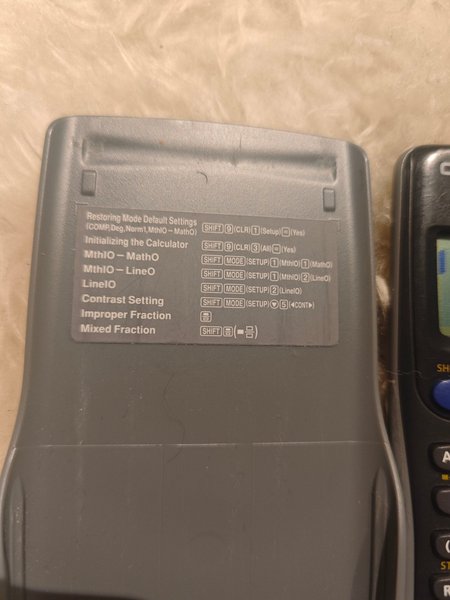 Restoring Mode Default Settings
(COMP,Deg,Norm1,MthIO－MathO) SHIFT 9 (CLR) 1 (Setup) = (Yes)
Initializing the Calculator SHIFT 9 (CLR) 3 (All) = (Yes)
MthIO－MathO SHIFT MODE (SETUP) 1 (MthIO) 1 (MathO)
MthIO－LineO SHIFT MODE (SETUP) 1 (MthIO) 2 (LineO)
LineIO SHIFT MODE (SETUP) 2 (LineIO)
Contrast Setting SHIFT MODE (SETUP) ▼ 5 (◀CONT▶)
Improper Fraction
Mixed Fraction SHIFT
SH
A
ST
R